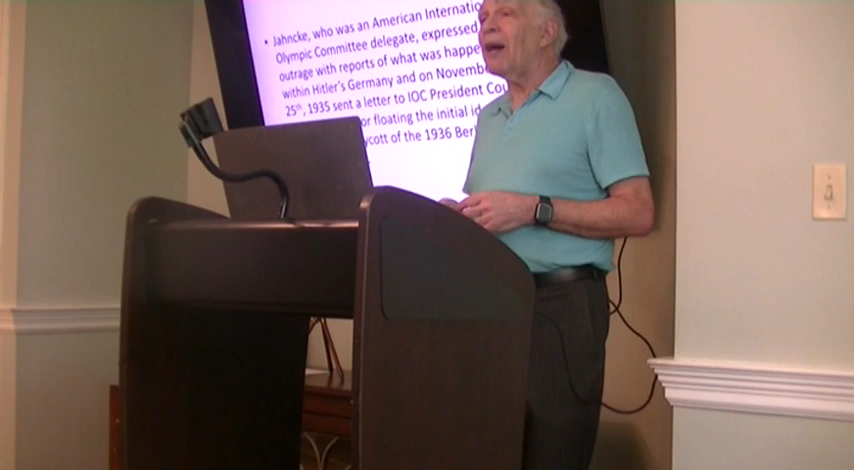 • Jahncke, who was an American Internatio
Olympic Committee delegate, expressed
outrage with reports of what was happe
within Hitler's Germany and on Novembe
25th, 1935 sent a letter to IOC President Cou
or floating the initial id
ycott of the 1936 Berl